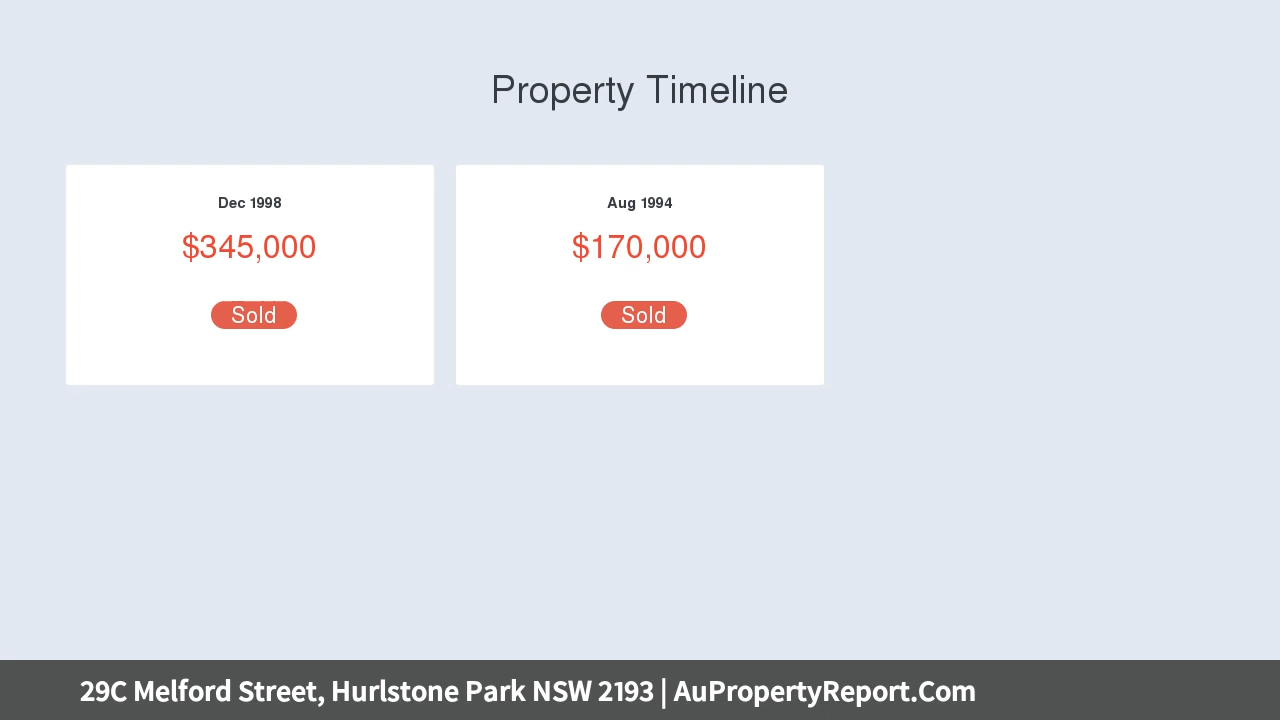 Property Timeline
Dec 1998
$345,000
Sold
Aug 1994
$170,000
Sold
29C Melford Street, Hurlstone Park NSW 2193 | AuPropertyReport.Com